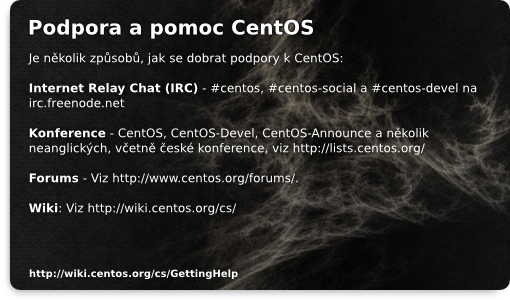 Podpora a pomoc CentOS
Je několik způsobů, jak se dobrat podpory k CentOS:
Internet Relay Chat (IRC) - #centos, #centos-social a #centos-devel na
irc.freenode.net
Konference - CentOS, CentOS-Devel, CentOS-Announce a několik
neanglických, včetně české konference, viz http://lists.centos.org/
Forums - Viz http://www.centos.org/forums/.
Wiki: Viz http://wiki.centos.org/cs/
http://wiki.centos.org/cs/GettingHelp